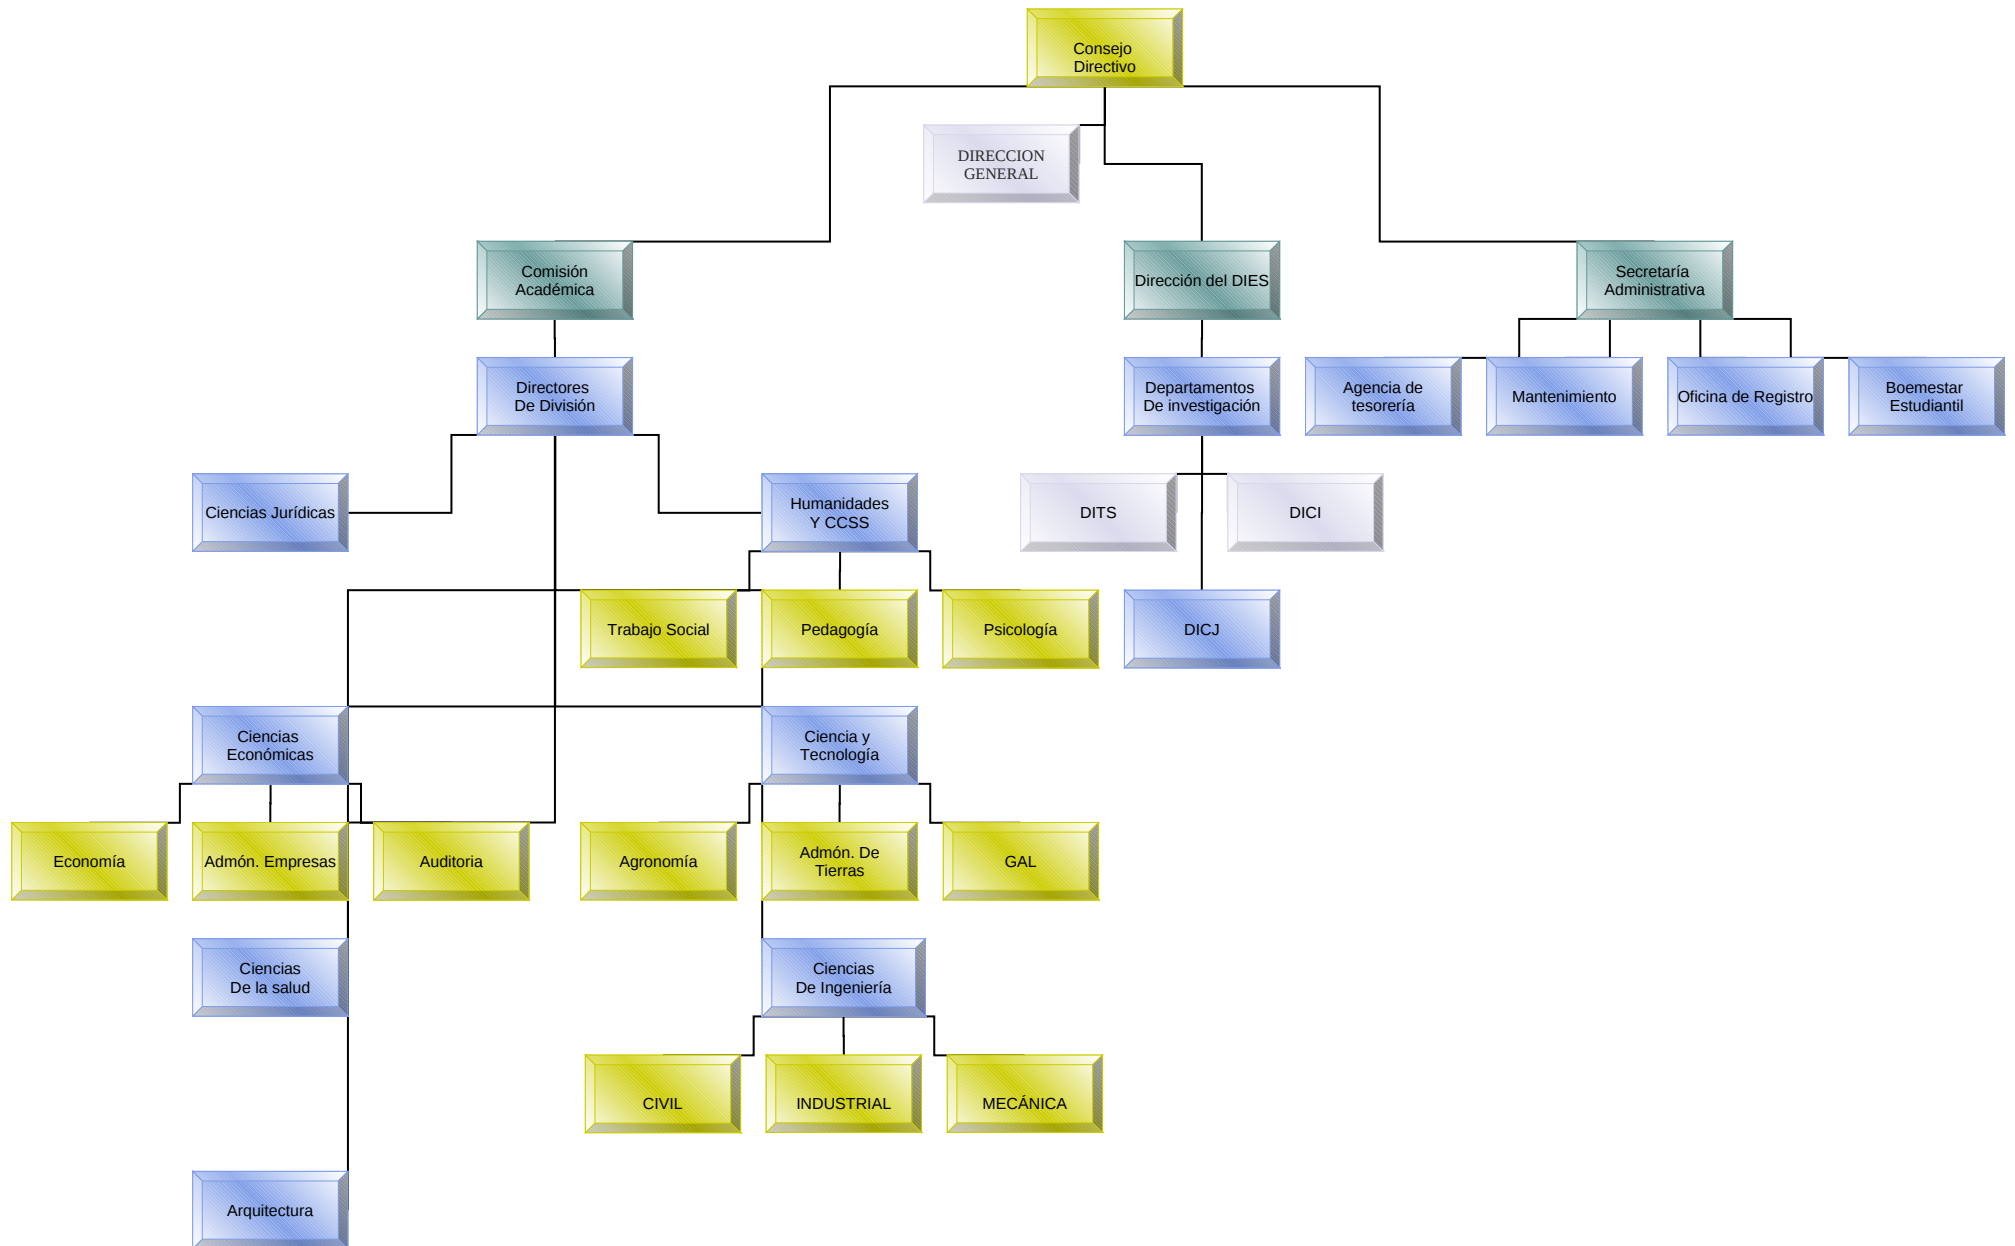 Consejo
Directivo
DIRECCION
GENERAL
Comisión
Académica
Dirección del DIES
Secretaría
Administrativa
Directores
De División
Departamentos
De investigación
Agencia de
tesorería
Mantenimiento
Oficina de Registro
Boemestar
Estudiantil
Ciencias Jurídicas
Humanidades
Y CCSS
DITS
DICI
Trabajo Social
Pedagogía
Psicología
DICJ
Ciencias
Económicas
Ciencia y
Tecnología
Economía
Admón. Empresas
Auditoria
Agronomía
Admón. De
Tierras
GAL
Ciencias
De la salud
Ciencias
De Ingeniería
CIVIL
INDUSTRIAL
MECÁNICA
Arquitectura